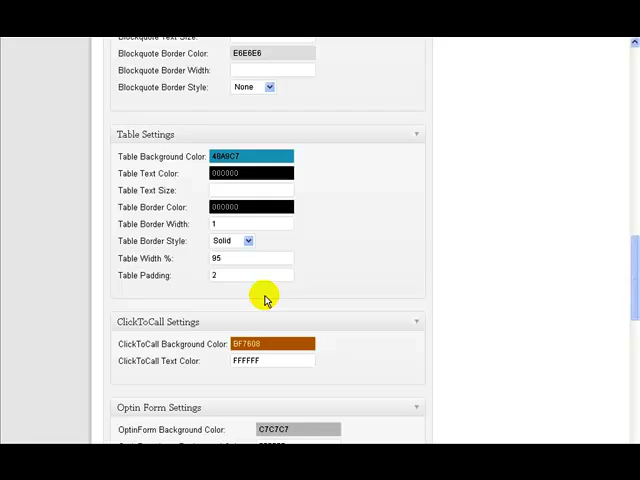 Blockquote Text Size:
Blockquote Border Color: E6E6E6
Blockquote Border Width:
Blockquote Border Style: None
Table Settings
Table Background Color: 48A9C7
Table Text Color: 000000
Table Text Size:
Table Border Color: 000000
Table Border Width: 1
Table Border Style: Solid
Table Width %: 95
Table Padding: 2
ClickToCall Settings
ClickToCall Background Color: BF7608
ClickToCall Text Color: FFFFFF
Optin Form Settings
OptinForm Background Color: C7C7C7